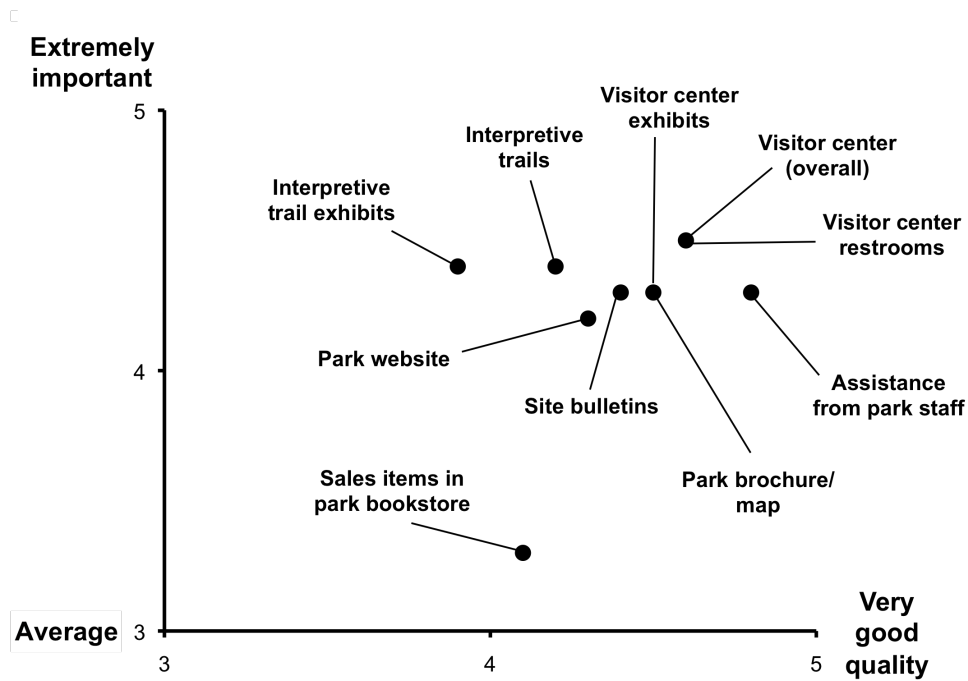 Extremely
important
5
Visitor center
exhibits
Interpretive
trails
Visitor center
(overall)
Interpretive
trail exhibits
Visitor center
restrooms
Park website
4
Assistance
from park staff
Site bulletins
Sales items in
park bookstore
Park brochure/
map
Average
3
3
4
5
Very
good
quality